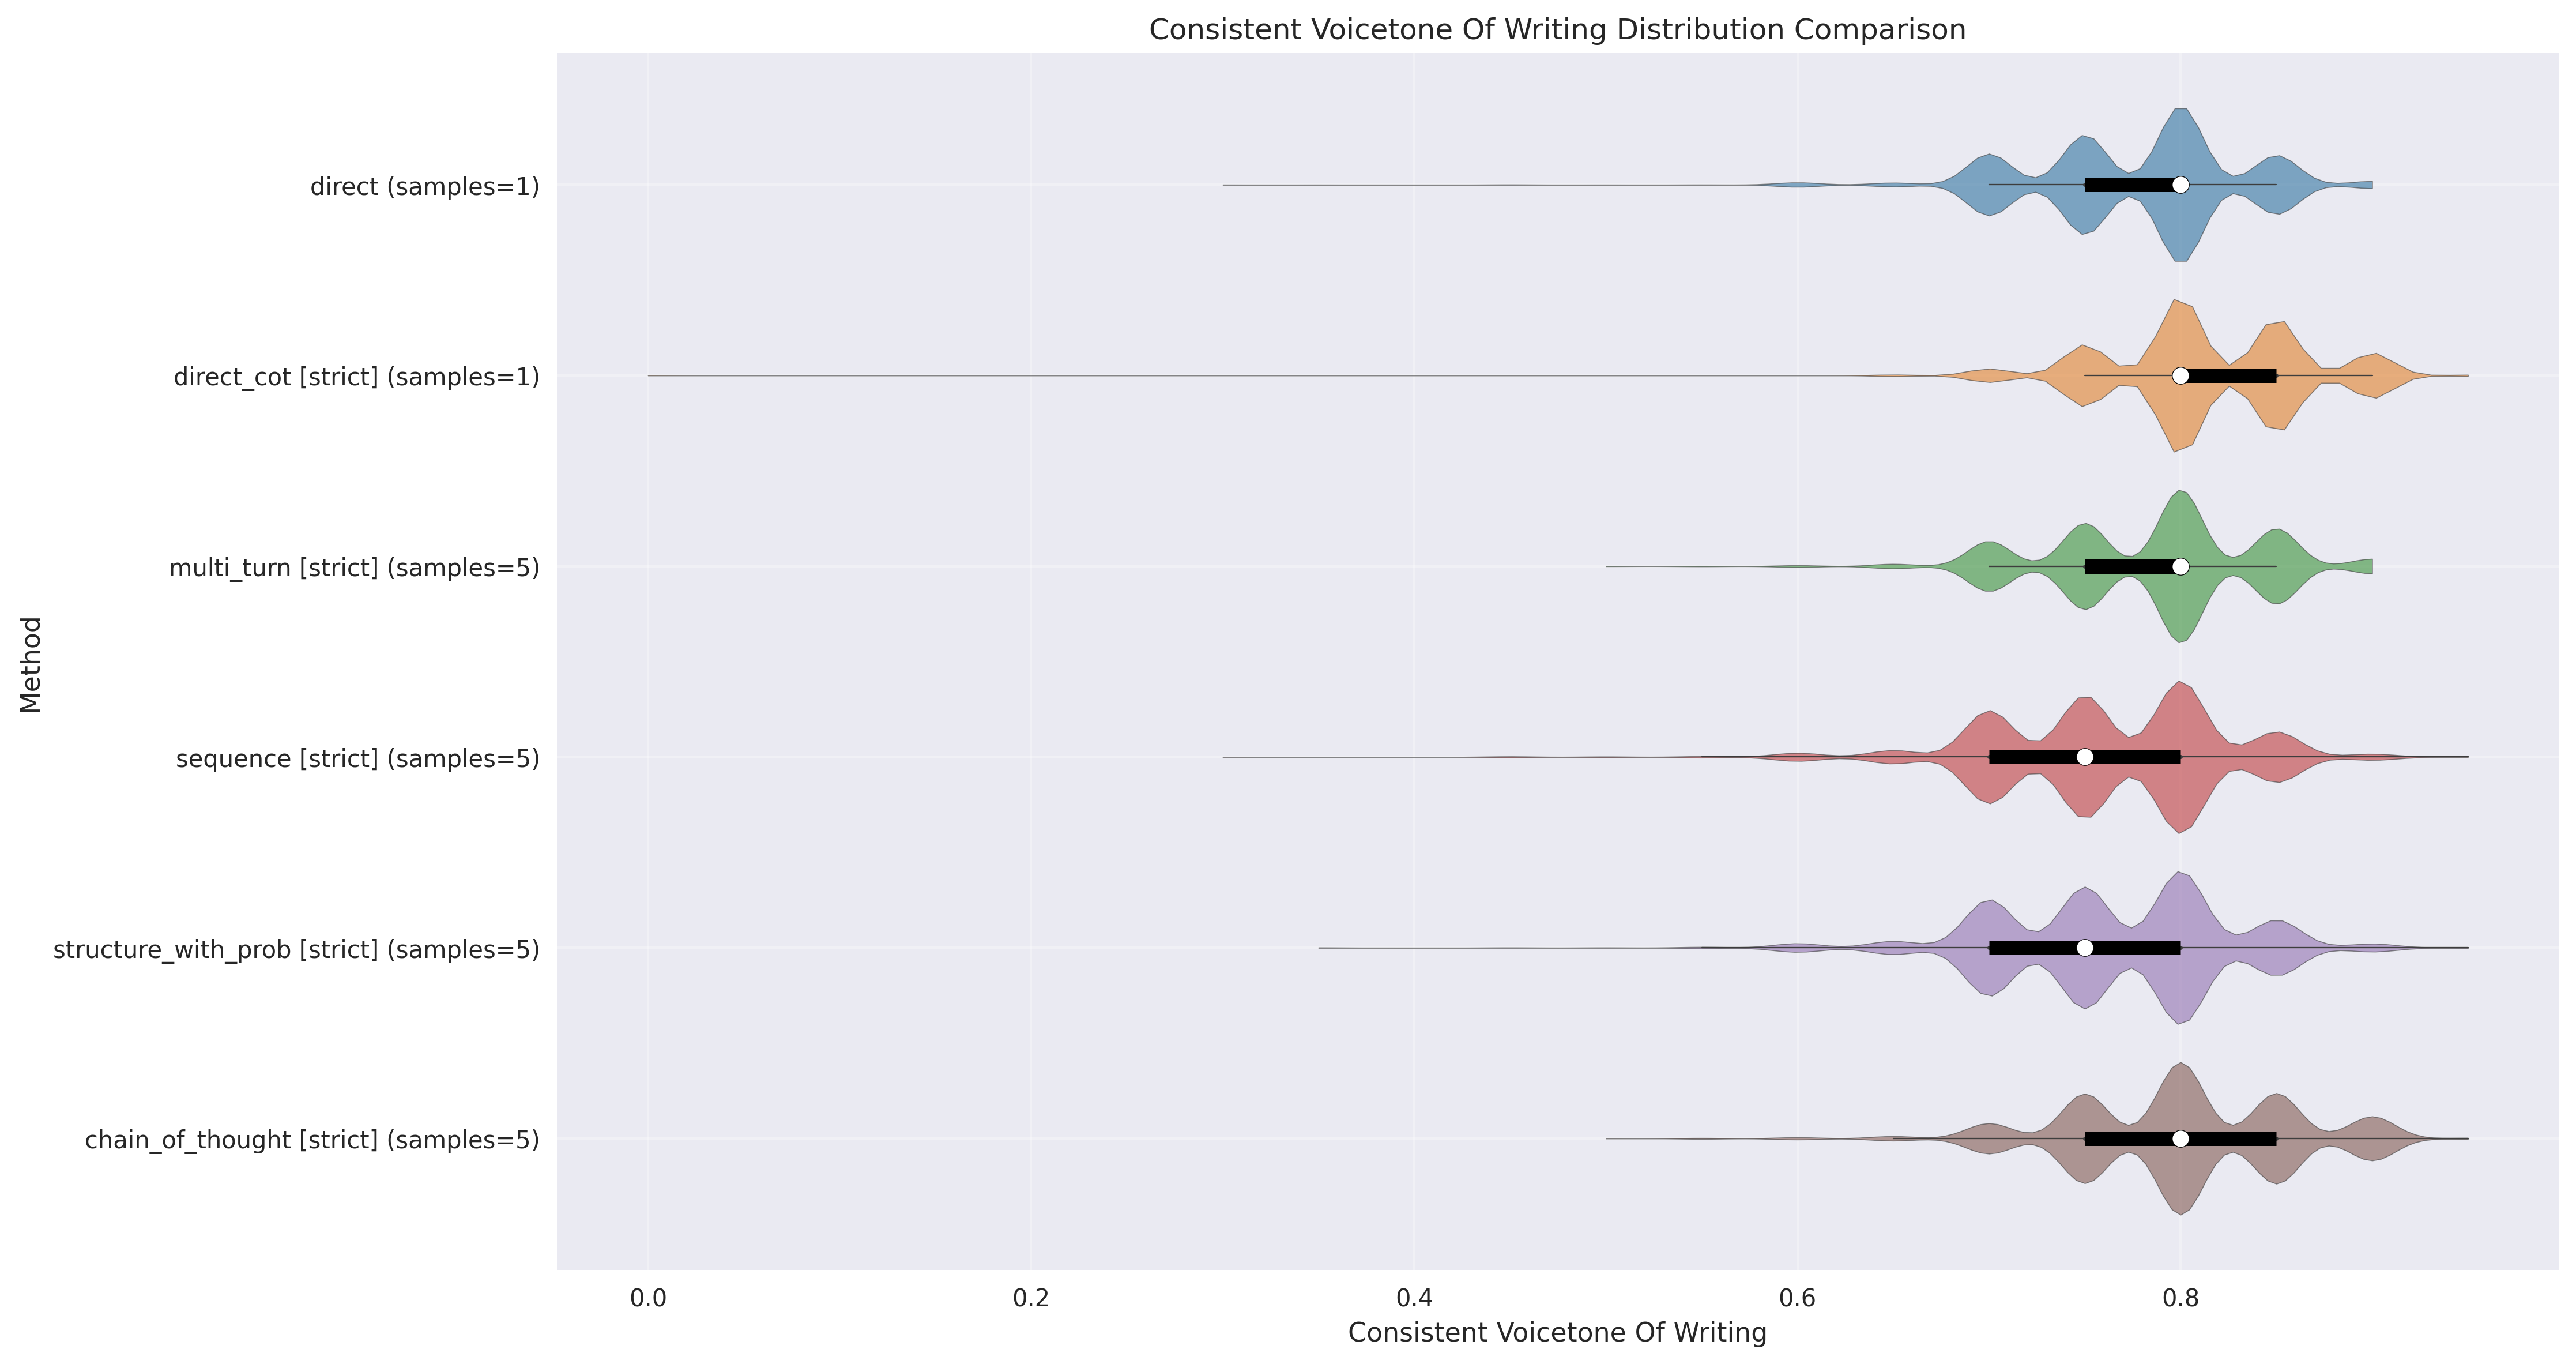 Consistent Voicetone Of Writing Distribution Comparison
direct (samples=1)
direct_cot [strict] (samples=1)
multi_turn [strict] (samples=5)
sequence [strict] (samples=5)
structure_with_prob [strict] (samples=5)
chain_of_thought [strict] (samples=5)
Method
0.0 0.2 0.4 0.6 0.8
Consistent Voicetone Of Writing